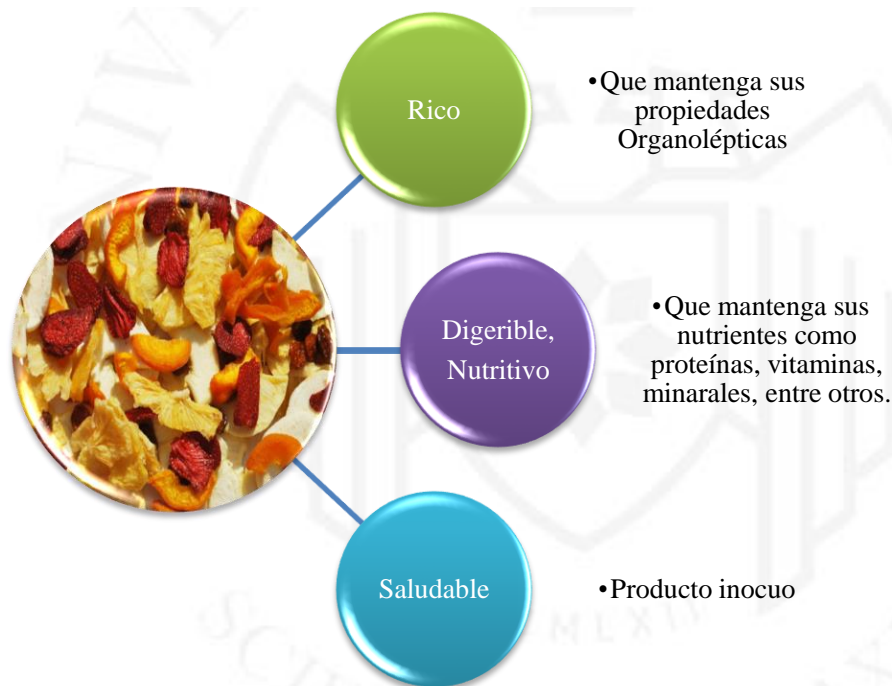 Rico
•Que mantenga sus
propiedades
Organolépticas
Digerible,
Nutritivo
•Que mantenga sus
nutrientes como
proteínas, vitaminas,
minarales, entre otros.
Saludable
•Producto inocuo
MLXII